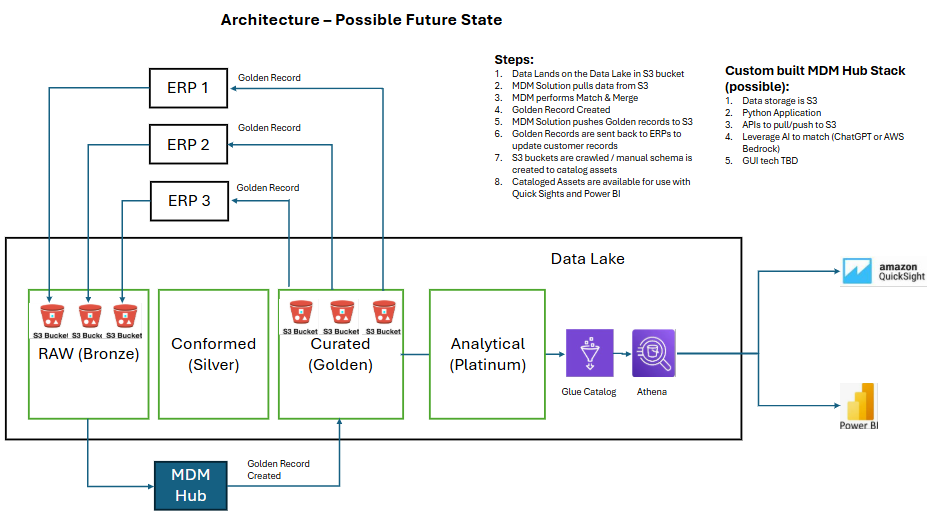 Architecture – Possible Future State
Steps:
1. Data Lands on the Data Lake in S3 bucket
2. MDM Solution pulls data from S3
3. MDM performs Match & Merge
4. Golden Record Created
5. MDM Solution pushes Golden records to S3
6. Golden Records are sent back to ERPs to
update customer records
7. S3 buckets are crawled / manual schema is
created to catalog assets
8. Cataloged Assets are available for use with
Quick Sights and Power BI
Custom built MDM Hub Stack
(possible):
1. Data storage is S3
2. Python Application
3. APIs to pull/push to S3
4. Leverage AI to match (ChatGPT or AWS
Bedrock)
5. GUI tech TBD
ERP 1
Golden Record
ERP 2
Golden Record
ERP 3
Golden Record
Data Lake
S3 Bucket
S3 Bucke
S3 Bucket
RAW (Bronze)
Conformed
(Silver)
S3 Bucket
S3 Bucket
S3 Bucket
Curated
(Golden)
Analytical
(Platinum)
Glue Catalog
Athena
amazon
QuickSight
Power BI
MDM
Hub
Golden Record
Created